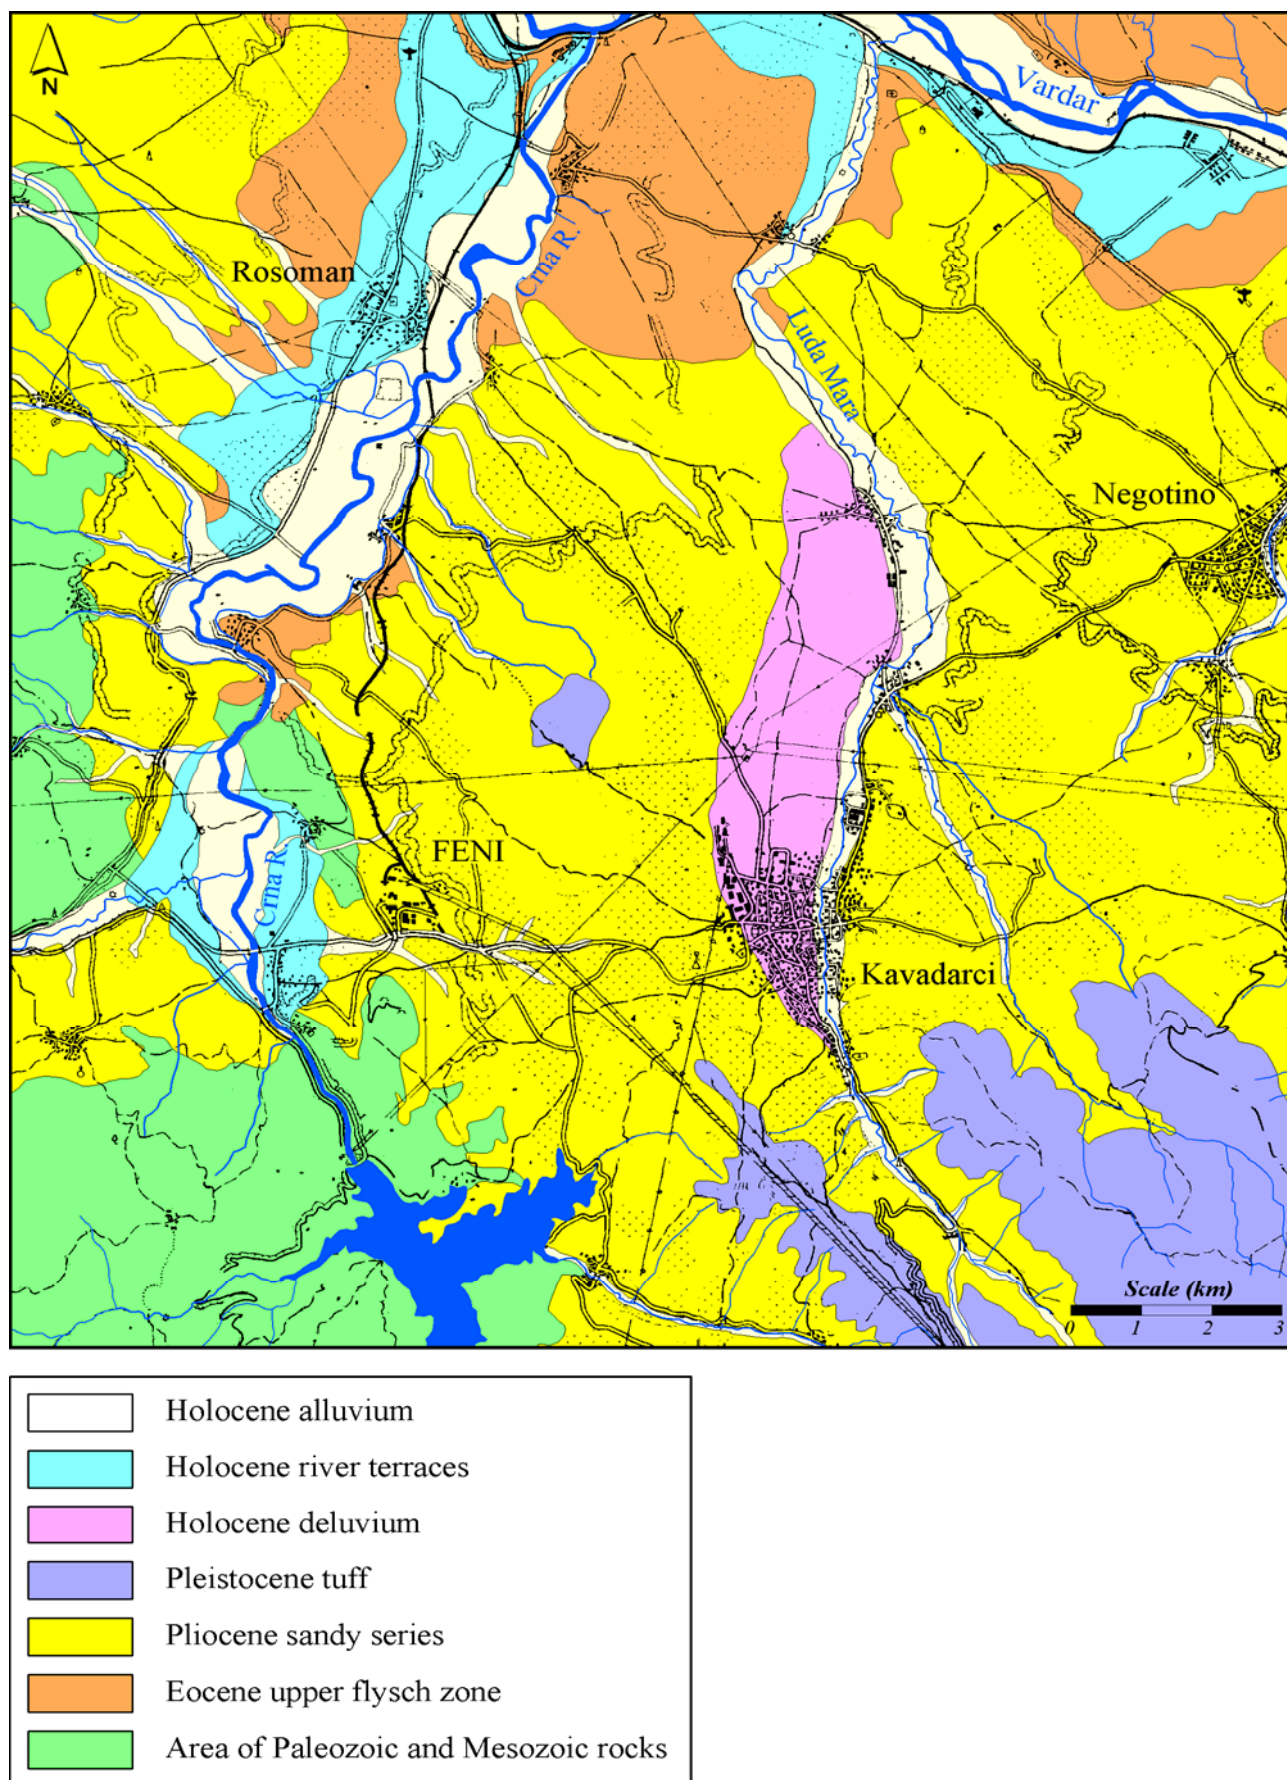 N
Vardar
Rosoman
Crna R.
Luda Mara
Negotino
FENI
Crna R.
Kavadarci
Scale (km)
0 1 2 3
Holocene alluvium
Holocene river terraces
Holocene deluvium
Pleistocene tuff
Pliocene sandy series
Eocene upper flysch zone
Area of Paleozoic and Mesozoic rocks